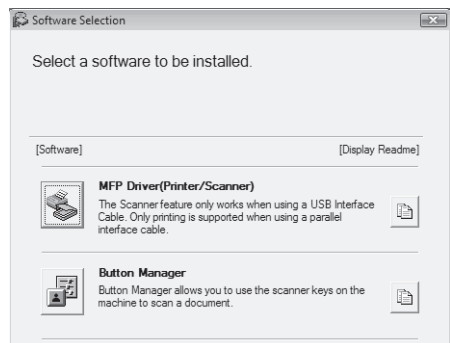 Software Selection
Select a software to be installed.
[Software] [Display Readme]
MFP Driver(Printer/Scanner)
The Scanner feature only works when using a USB Interface
Cable. Only printing is supported when using a parallel
interface cable.
Button Manager
Button Manager allows you to use the scanner keys on the
machine to scan a document.